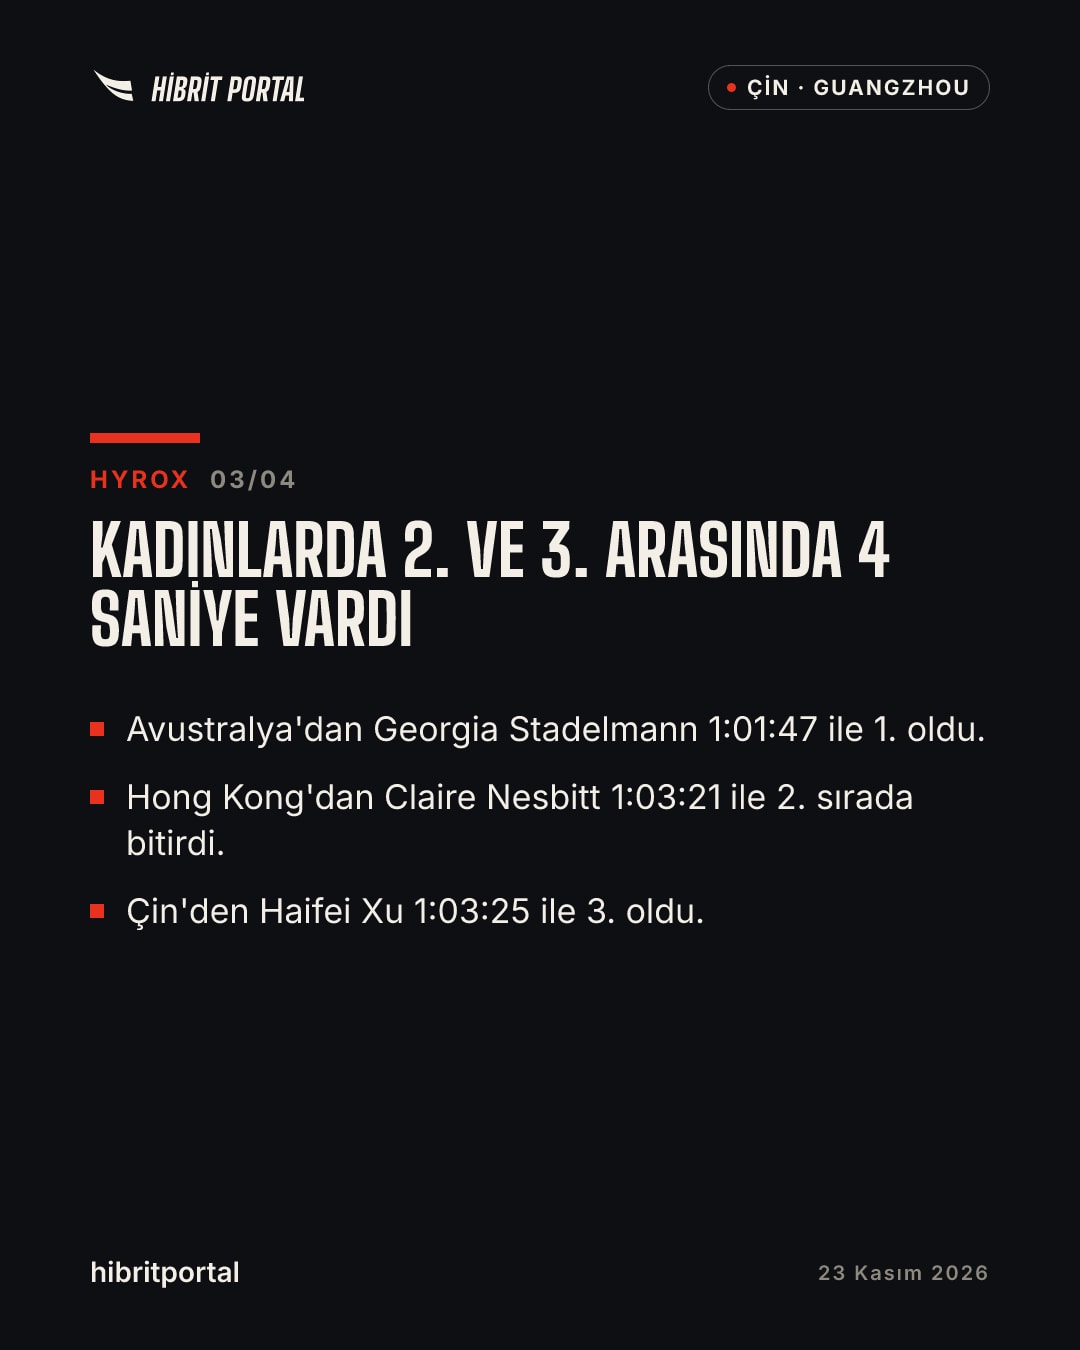 HİBRİT PORTAL
ÇİN · GUANGZHOU
HYROX 03/04
KADINLARDA 2. VE 3. ARASINDA 4
SANİYE VARDI
Avustralya'dan Georgia Stadelmann 1:01:47 ile 1. oldu.
Hong Kong'dan Claire Nesbitt 1:03:21 ile 2. sırada
bitirdi.
Çin'den Haifei Xu 1:03:25 ile 3. oldu.
hibritportal
23 Kasım 2026